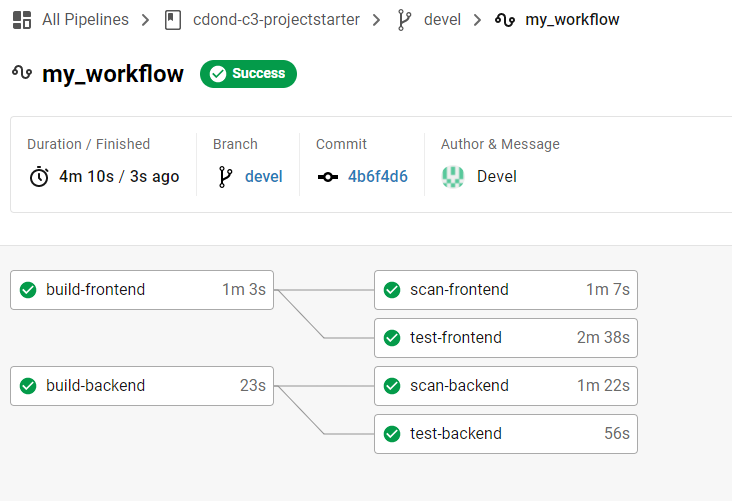 All Pipelines > cdond-c3-projectstarter > devel > my_workflow
my_workflow Success
Duration / Finished Branch Commit Author & Message
4m 10s / 3s ago devel 4b6f4d6 Devel
build-frontend 1m 3s scan-frontend 1m 7s
test-frontend 2m 38s
build-backend 23s scan-backend 1m 22s
test-backend 56s